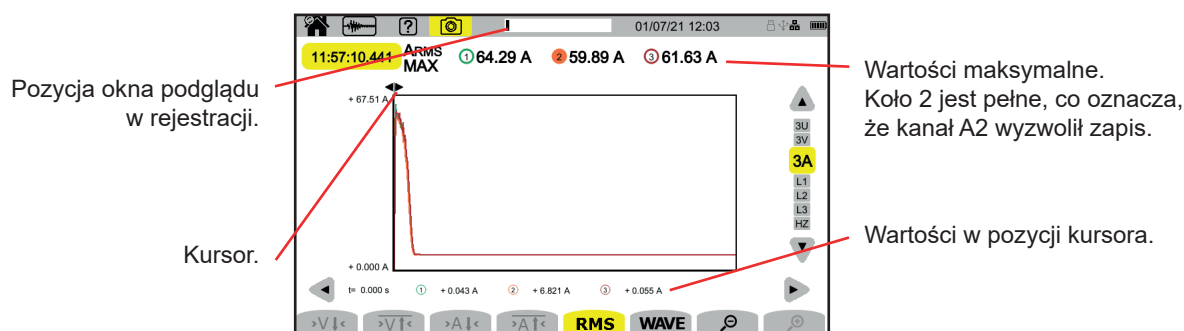 ? 01/07/21 12:03
11:57:10.441 ARMS MAX 1 64.29 A 2 59.89 A 3 61.63 A
Pozycja okna podglądu
w rejestracji.
Wartości maksymalne.
Koło 2 jest pełne, co oznacza,
że kanał A2 wyzwolił zapis.
+ 67.51 A
3U
3V
3A
L1
L2
L3
HZ
Kursor.
Wartości w pozycji kursora.
+ 0.000 A
t= 0.000 s 1 + 0.043 A 2 + 6.821 A 3 + 0.055 A
>V↓< >V↑< >A↓< >A↑< RMS WAVE